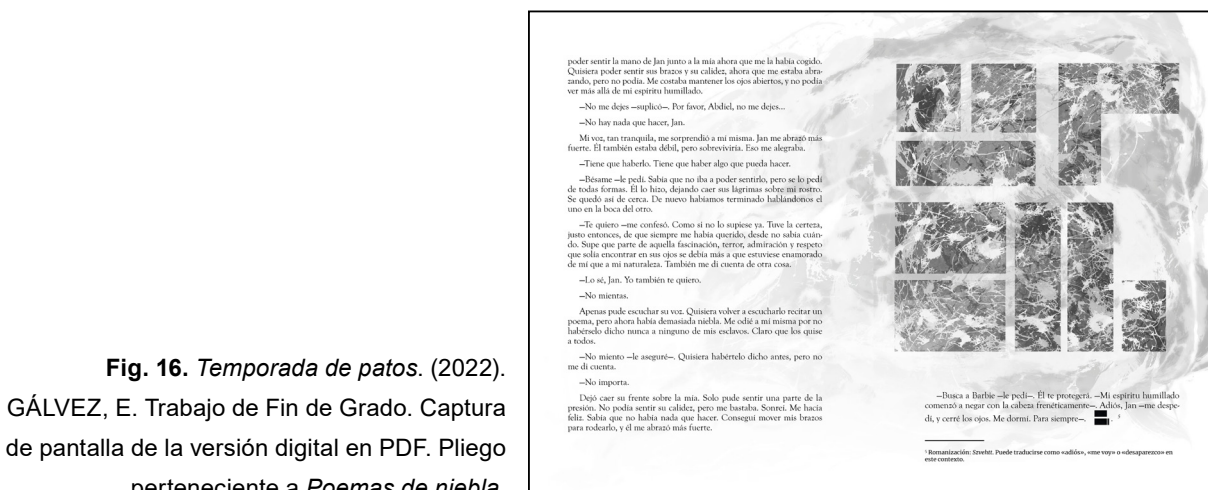 poder sentir la mano de Jan junto a la mía ahora que me la había cogido.
Quisiera poder sentir sus brazos y su calidez, ahora que me estaba abra-
zando, pero no podía. Me costaba mantener los ojos abiertos, y no podía
ver más allá de mi espíritu humillado.
—No me dejes —suplicó—. Por favor, Abdiel, no me dejes...
—No hay nada que hacer, Jan.
Mi voz, tan tranquila, me sorprendió a mí misma. Jan me abrazó más
fuerte. Él también estaba débil, pero sobreviviría. Eso me alegraba.
—Tiene que haberlo. Tiene que haber algo que pueda hacer.
—Bésame —le pedí. Sabía que no iba a poder sentirlo, pero se lo pedí
de todas formas. Él lo hizo, dejando caer sus lágrimas sobre mi rostro.
Se quedó así de cerca. De nuevo habíamos terminado hablándonos el
uno en la boca del otro.
—Te quiero —me confesó. Como si no lo supiese ya. Tuve la certeza,
justo entonces, de que siempre me había querido, desde no sabía cuán-
do. Supe que parte de aquella fascinación, terror, admiración y respeto
que solía encontrar en sus ojos se debía más a que estuviese enamorado
de mí que a mi naturaleza. También me di cuenta de otra cosa.
—Lo sé, Jan. Yo también te quiero.
—No mientas.
Apenas pude escuchar su voz. Quisiera volver a escucharlo recitar un
poema, pero ahora había demasiada niebla. Me odié a mí misma por no
habérselo dicho nunca a ninguno de mis esclavos. Claro que los quise
a todos.
—No miento —le aseguré—. Quisiera habértelo dicho antes, pero no
me di cuenta.
—No importa.
Dejó caer su frente sobre la mía. Solo pude sentir una parte de la
presión. No podía sentir su calidez, pero me bastaba. Sonreí. Me hacía
feliz. Sabía que no había nada que hacer. Conseguí mover mis brazos
para rodearlo, y él me abrazó más fuerte.
—Busca a Barbie —le pedí—. Él te protegerá. —Mi espíritu humillado
comenzó a negar con la cabeza frenéticamente—. Adiós, Jan —me despe-
dí, y cerré los ojos. Me dormí. Para siempre—. . ⁵
⁵ Romanización: Szvehtt. Puede traducirse como «adiós», «me voy» o «desaparezco» en
este contexto.
Fig. 16. Temporada de patos. (2022).
GÁLVEZ, E. Trabajo de Fin de Grado. Captura
de pantalla de la versión digital en PDF. Pliego
perteneciente a Poemas de niebla.